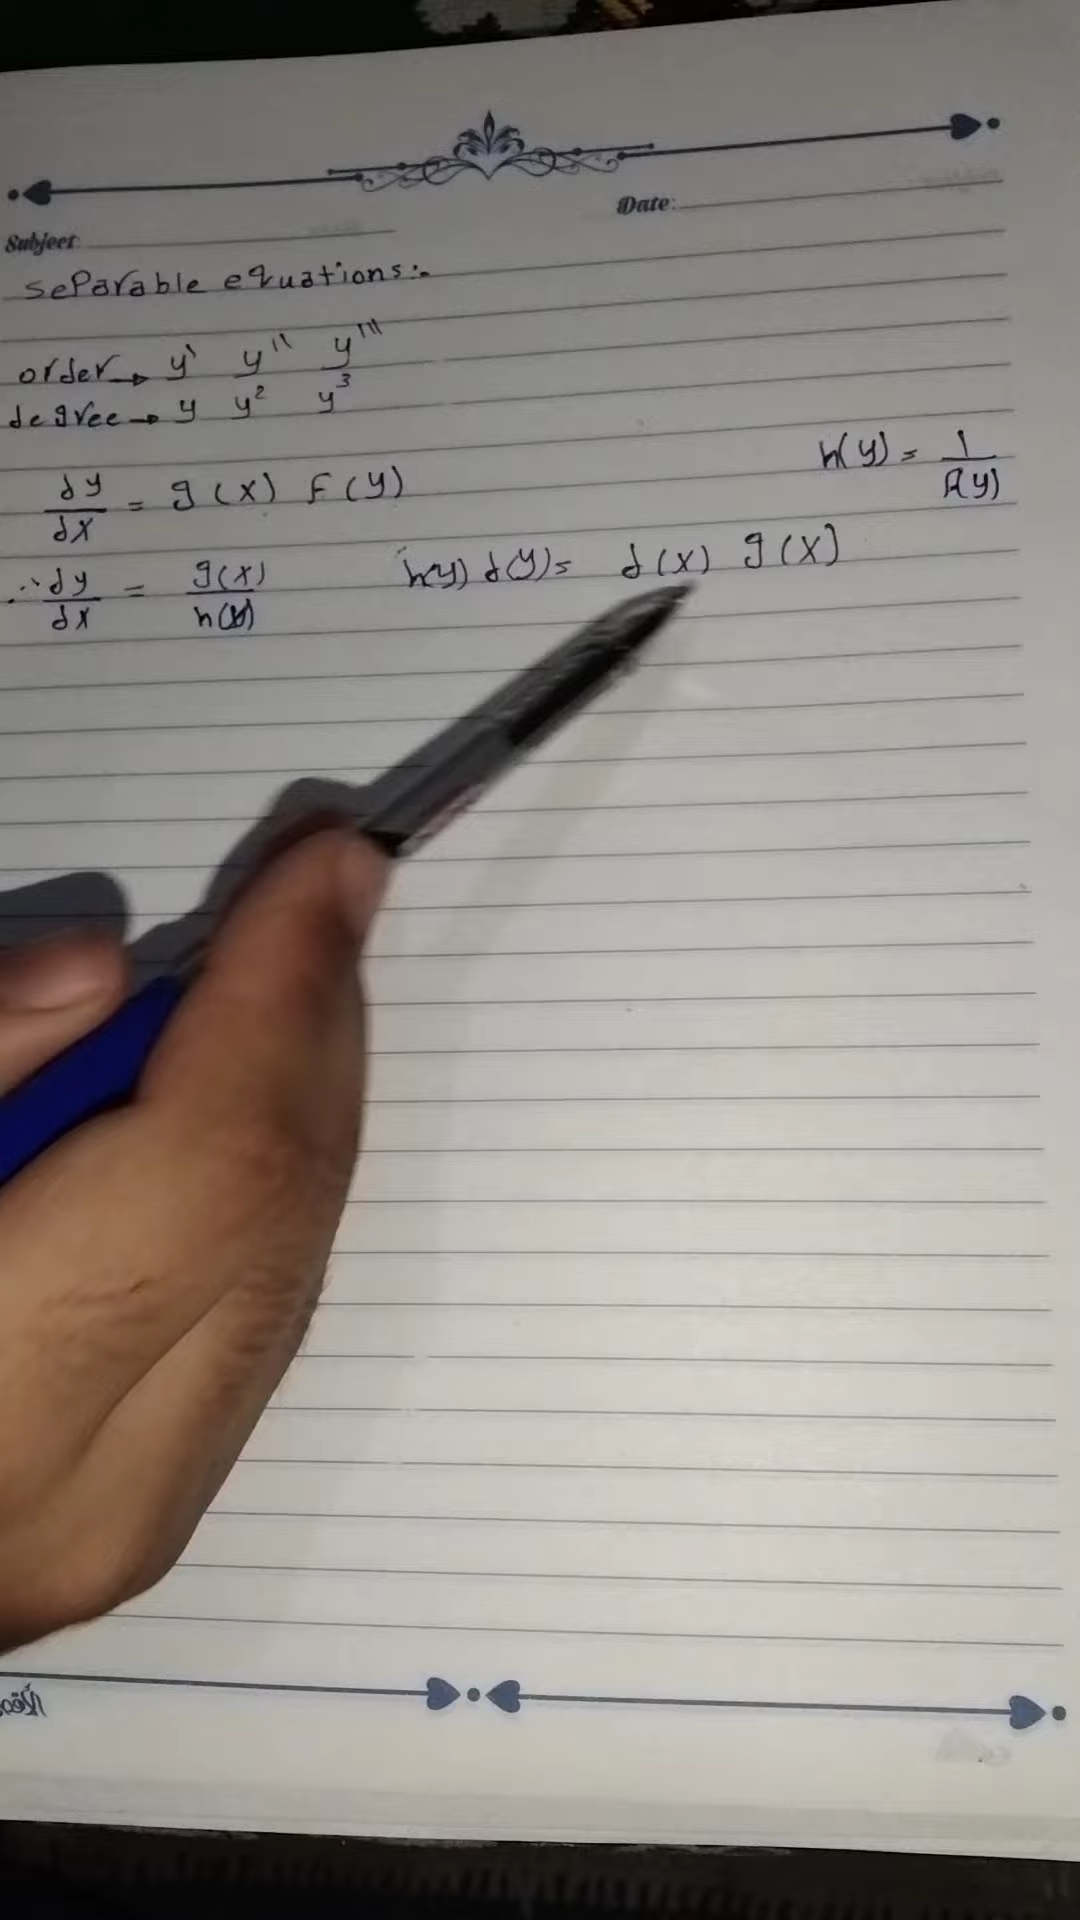 Date:
Subject:
separable equations:-
order→ y' y'' y'''
degree→ y y² y³
h(y) = 1/F(y)
dy/dx = g(x) F(y)
∴ dy/dx = g(x)/h(y) h(y) d(y) = d(x) g(x)